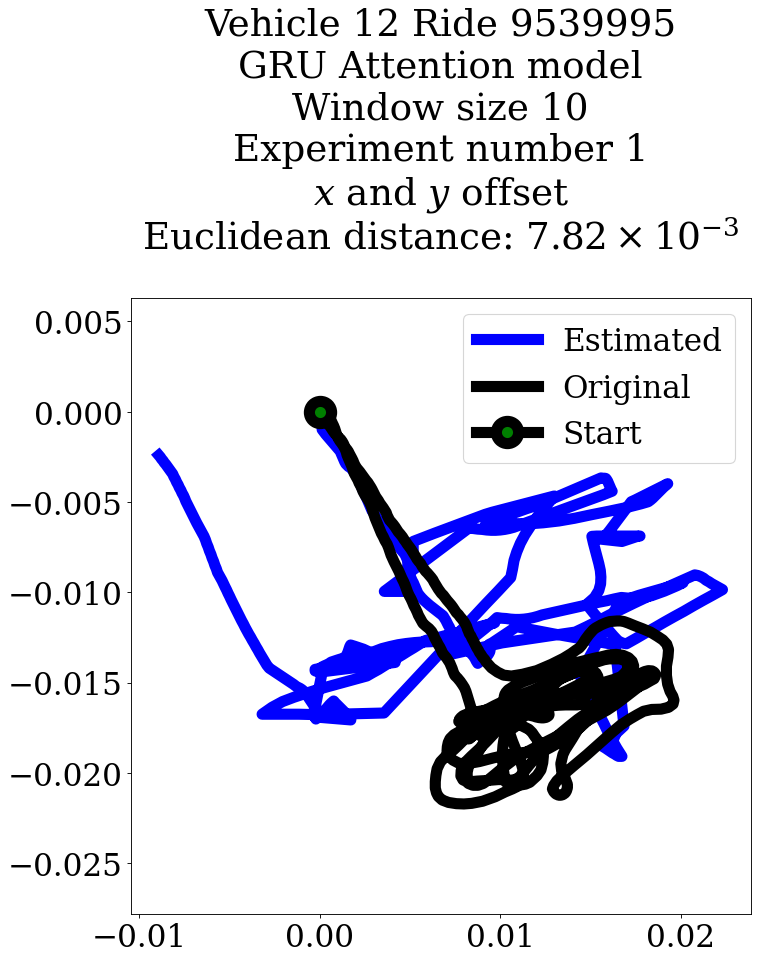 Vehicle 12 Ride 9539995
GRU Attention model
Window size 10
Experiment number 1
x and y offset
Euclidean distance: 7.82 × 10⁻³
Estimated
Original
Start
0.005
0.000
−0.005
−0.010
−0.015
−0.020
−0.025
−0.01 0.00 0.01 0.02